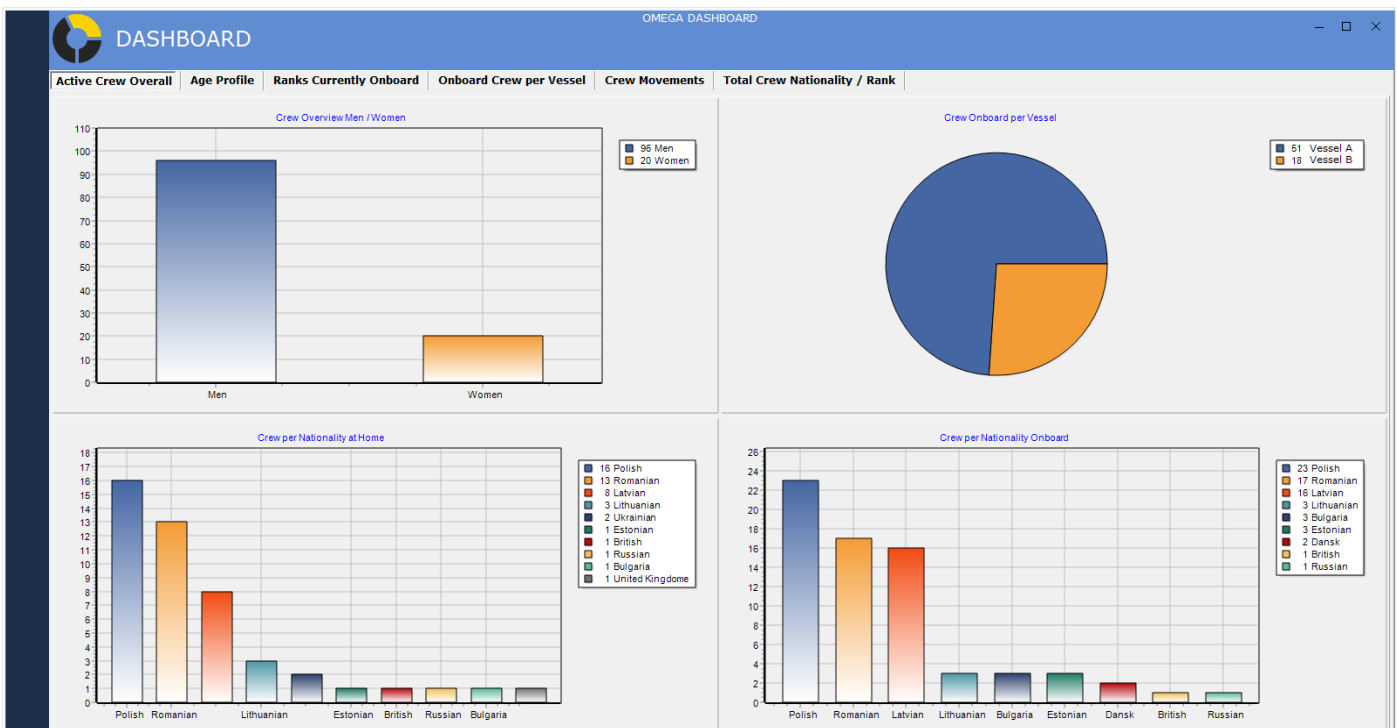 OMEGA DASHBOARD
DASHBOARD
Active Crew Overall Age Profile Ranks Currently Onboard Onboard Crew per Vessel Crew Movements Total Crew Nationality / Rank
Crew Overview Men / Women
110
100
90
80
70
60
50
40
30
20
10
0
Men Women
96 Men
20 Women
Crew Onboard per Vessel
51 Vessel A
18 Vessel B
Crew per Nationality at Home
18
17
16
15
14
13
12
11
10
9
8
7
6
5
4
3
2
1
0
Polish Romanian Lithuanian Estonian British Russian Bulgaria
16 Polish
13 Romanian
8 Latvian
3 Lithuanian
2 Ukrainian
1 Estonian
1 British
1 Russian
1 Bulgaria
1 United Kingdome
Crew per Nationality Onboard
26
24
22
20
18
16
14
12
10
8
6
4
2
0
Polish Romanian Latvian Lithuanian Bulgaria Estonian Dansk British Russian
23 Polish
17 Romanian
16 Latvian
3 Lithuanian
3 Bulgaria
3 Estonian
2 Dansk
1 British
1 Russian